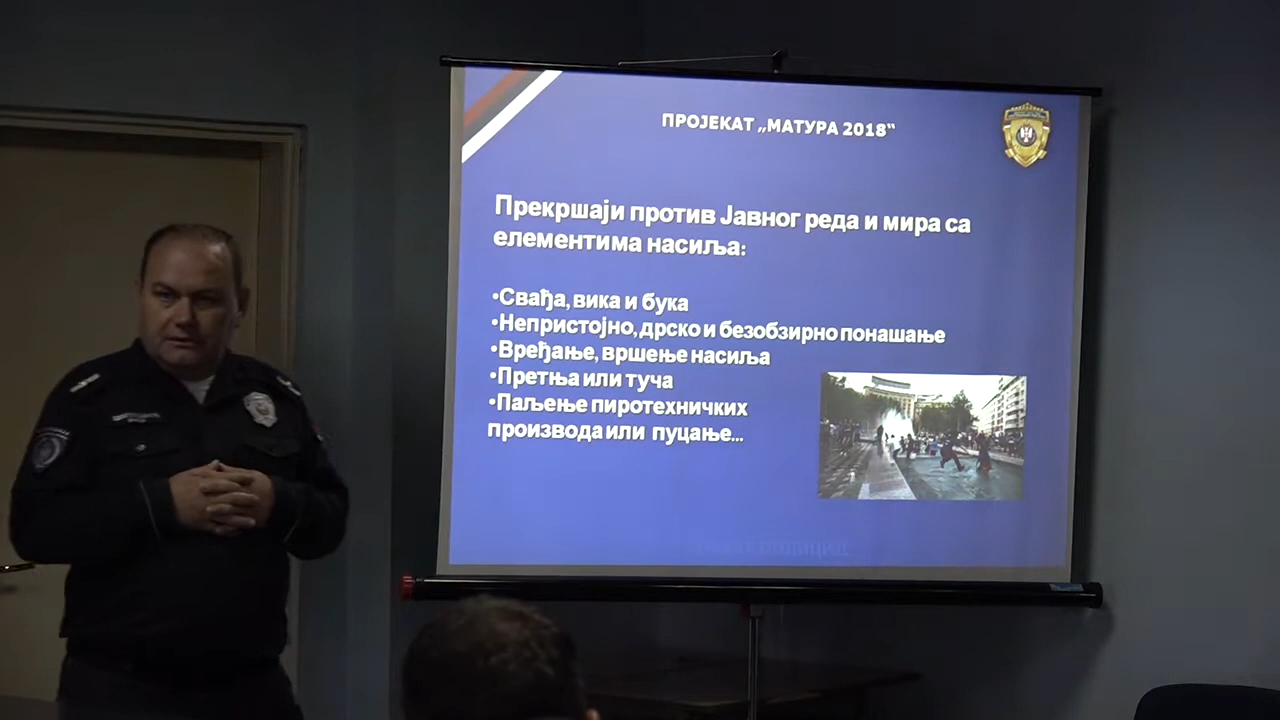 ПРОЈЕКАТ „МАТУРА 2018“
Прекршаји против Јавног реда и мира са
елементима насиља:
•Свађа, вика и бука
•Непристојно, дрско и безобзирно понашање
•Вређање, вршење насиља
•Претња или туча
•Паљење пиротехничких
производа или пуцање...